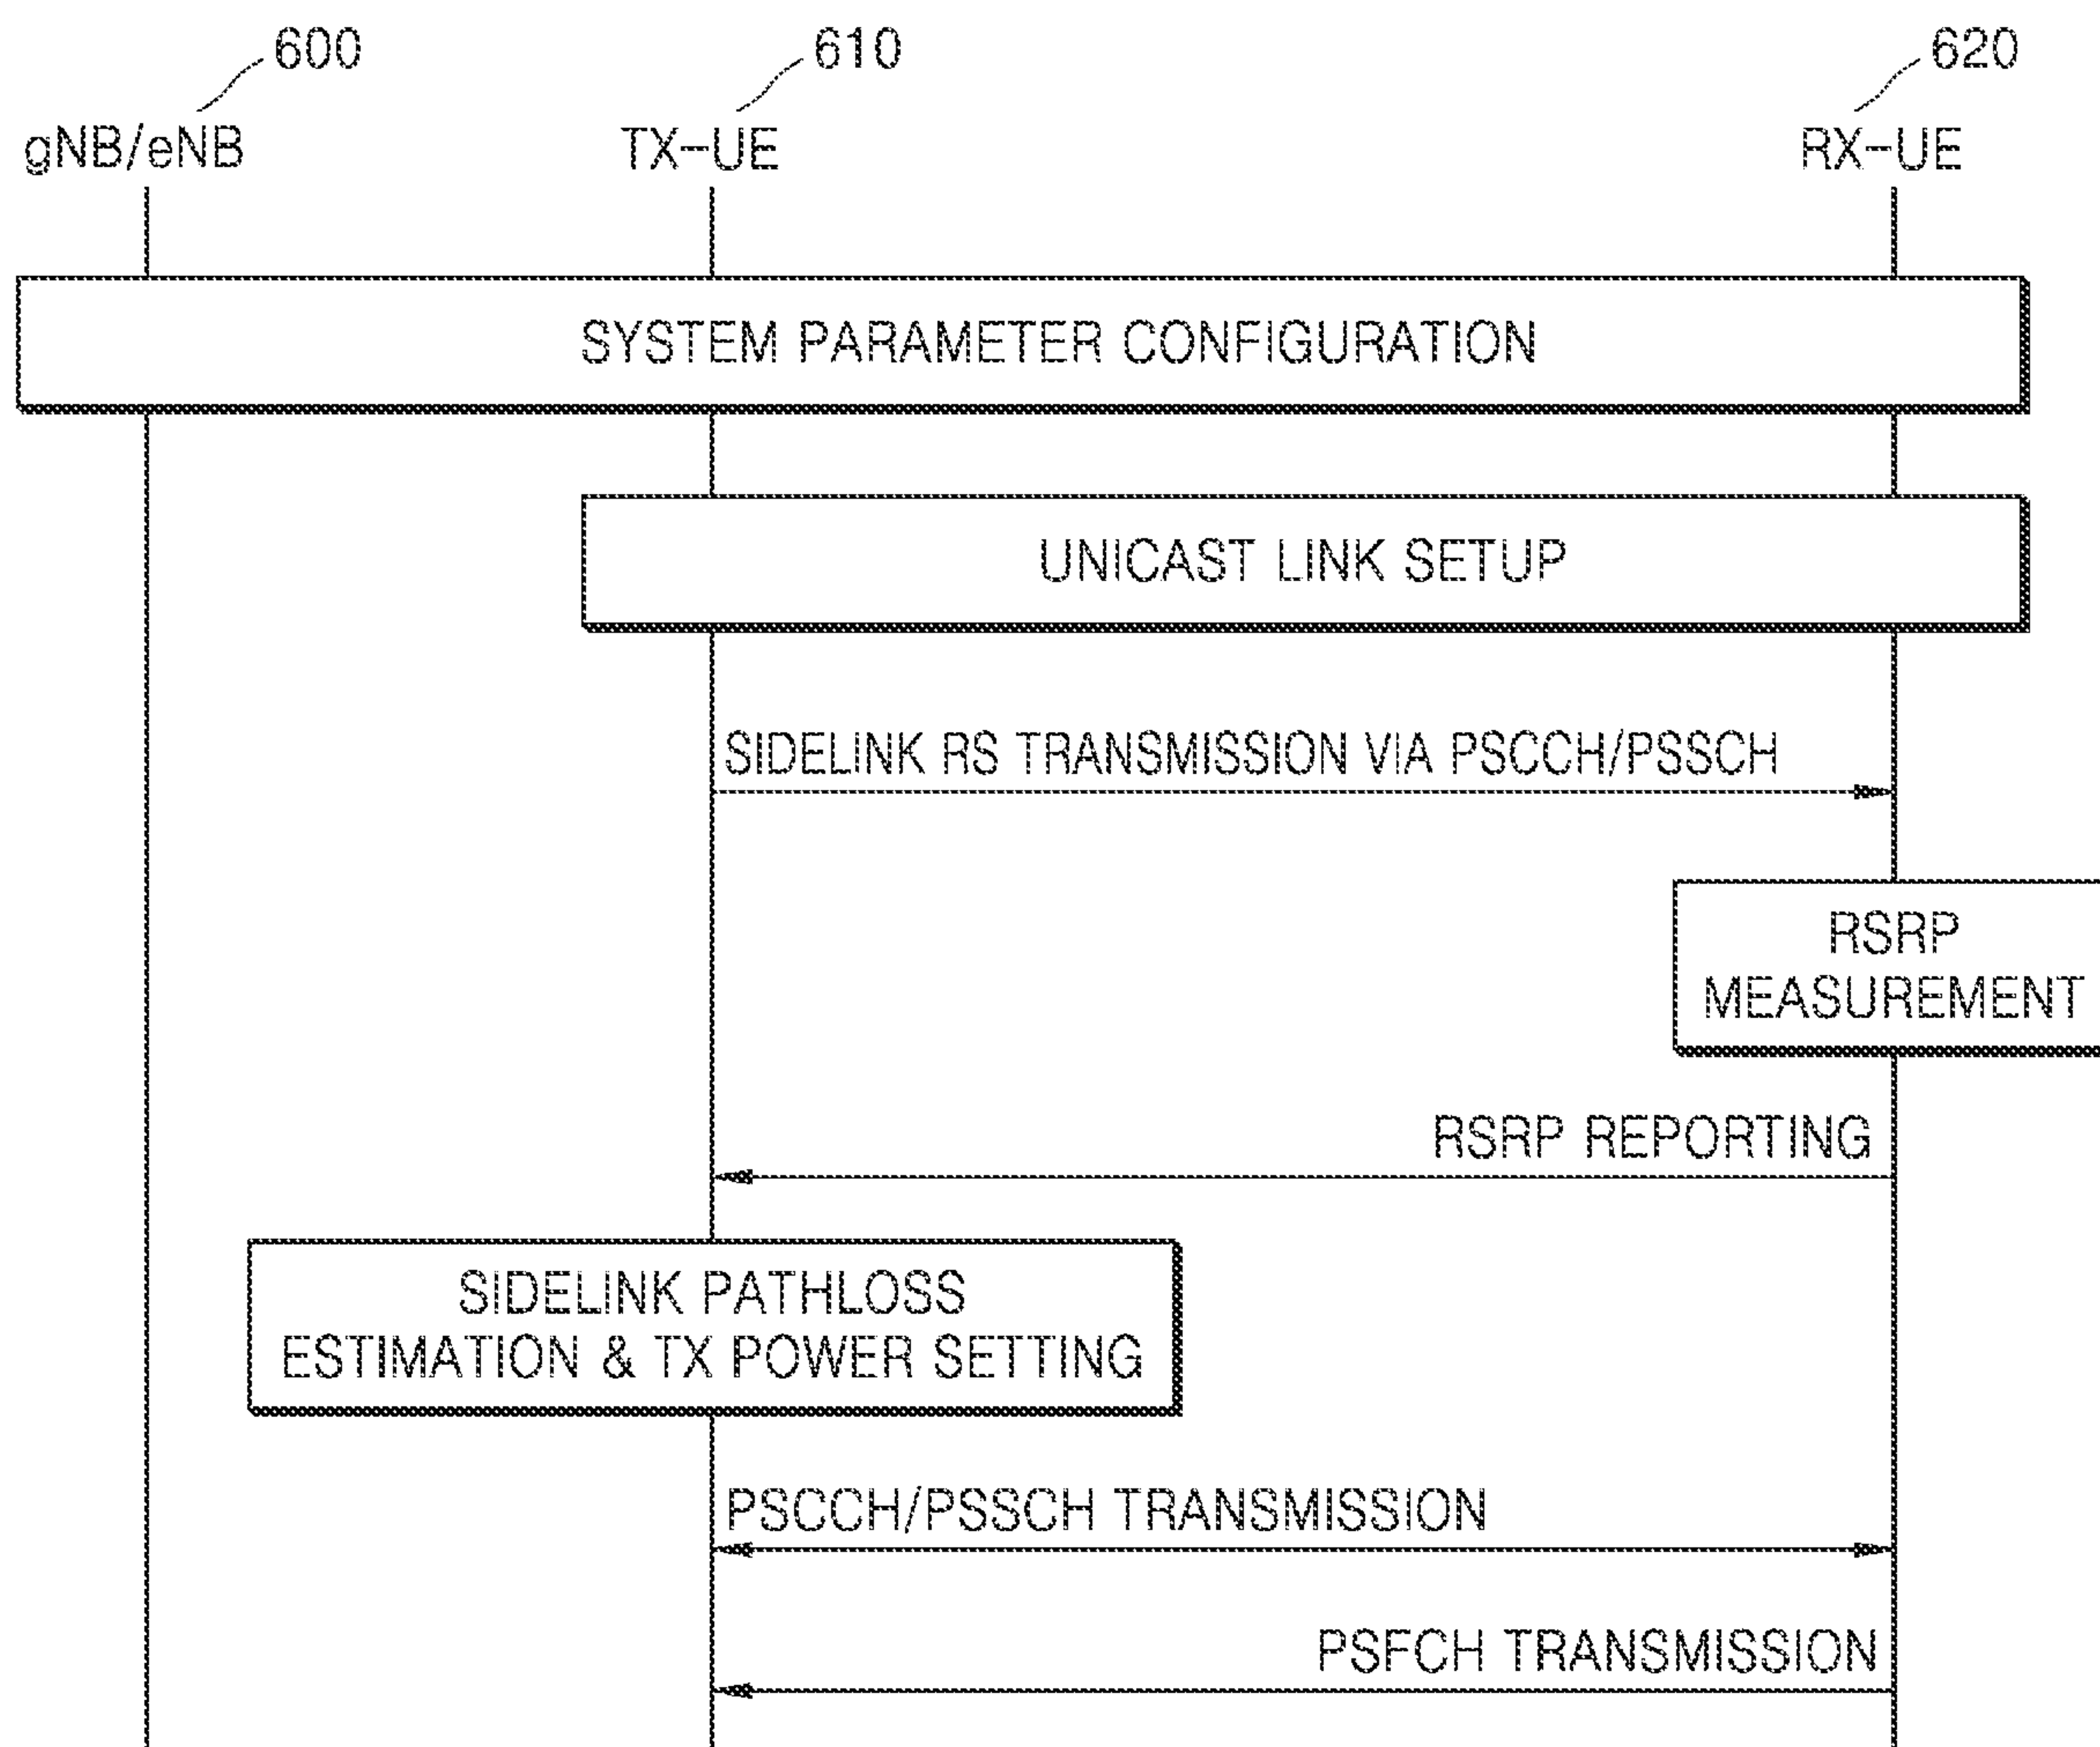 600
610
620
gNB/eNB
TX-UE
RX-UE
SYSTEM PARAMETER CONFIGURATION
UNICAST LINK SETUP
SIDELINK RS TRANSMISSION VIA PSCCH/PSSCH
RSRP
MEASUREMENT
RSRP REPORTING
SIDELINK PATHLOSS
ESTIMATION & TX POWER SETTING
PSCCH/PSSCH TRANSMISSION
PSFCH TRANSMISSION